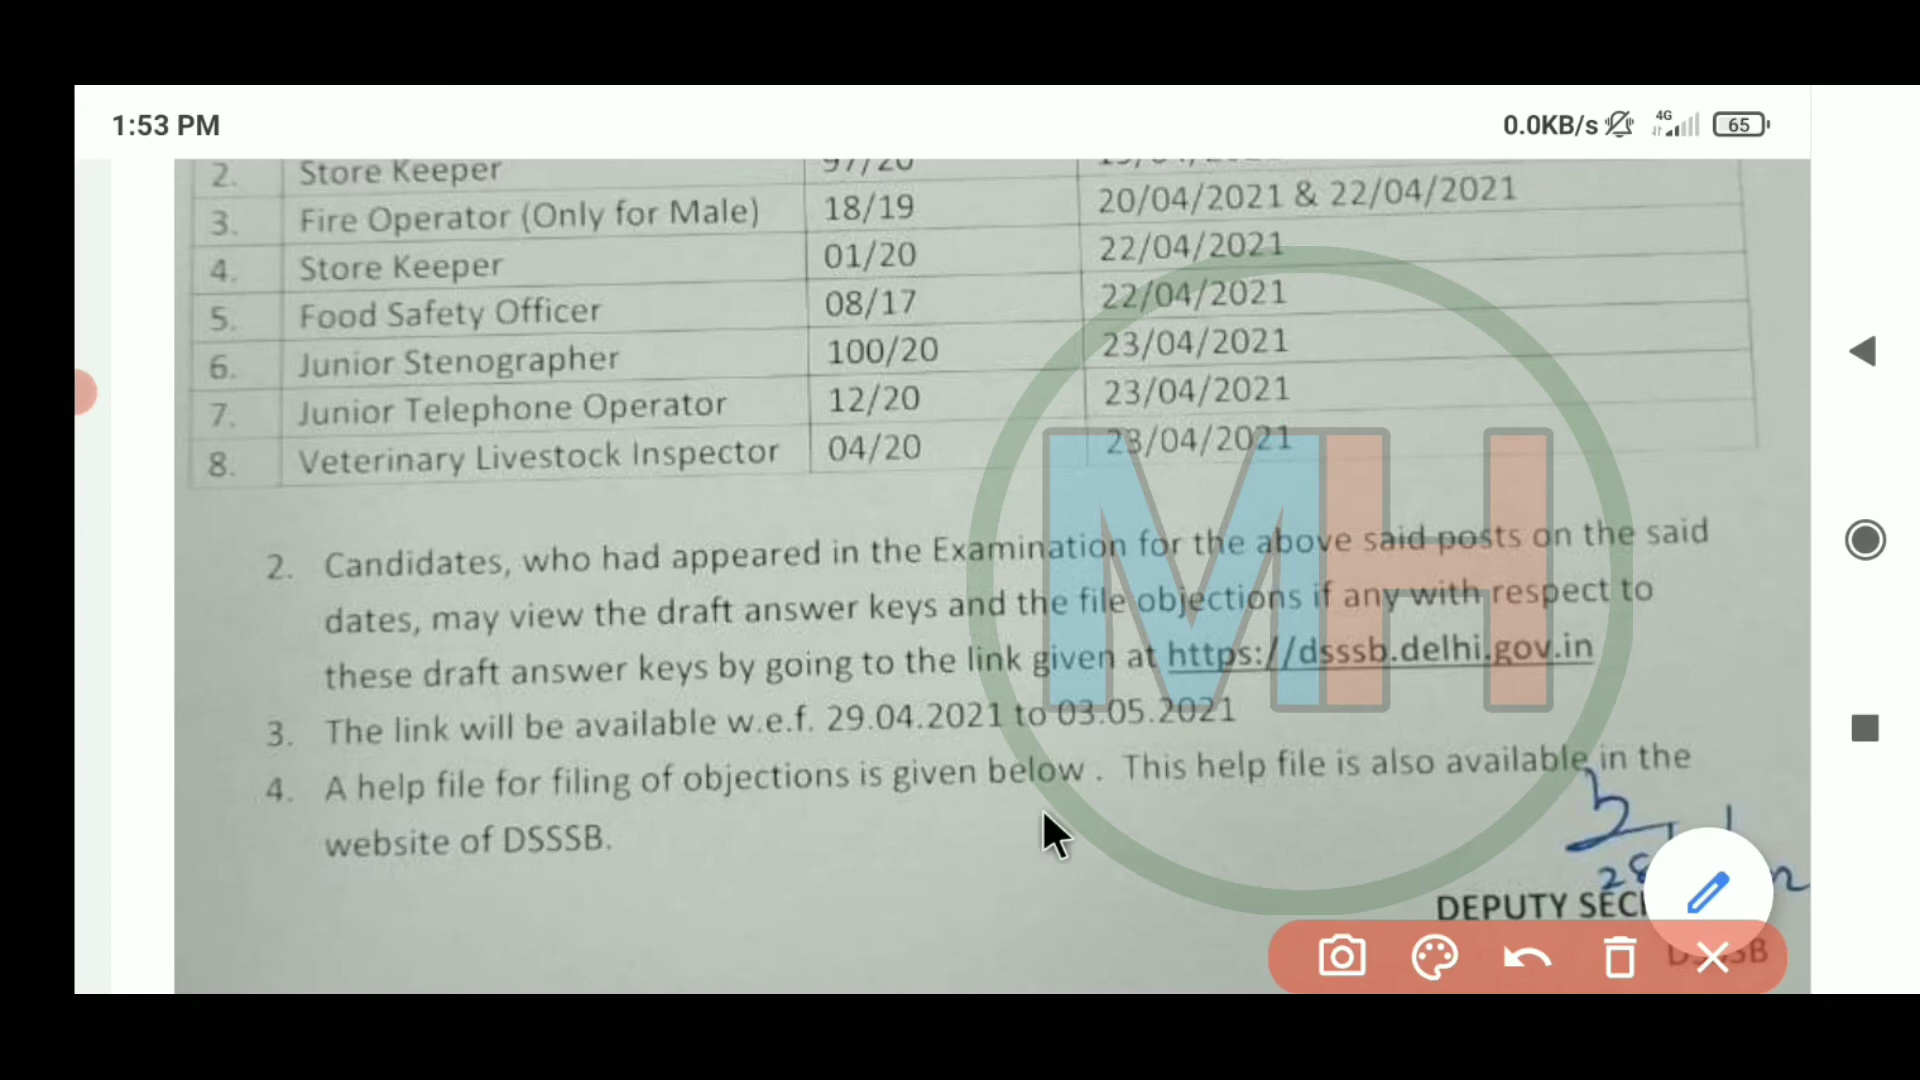 1:53 PM
0.0KB/s 4G 65
2. Store Keeper 97/20
3. Fire Operator (Only for Male) 18/19 20/04/2021 & 22/04/2021
4. Store Keeper 01/20 22/04/2021
5. Food Safety Officer 08/17 22/04/2021
6. Junior Stenographer 100/20 23/04/2021
7. Junior Telephone Operator 12/20 23/04/2021
8. Veterinary Livestock Inspector 04/20 23/04/2021
MH
2. Candidates, who had appeared in the Examination for the above said posts on the said
dates, may view the draft answer keys and the file objections if any with respect to
these draft answer keys by going to the link given at https://dsssb.delhi.gov.in
3. The link will be available w.e.f. 29.04.2021 to 03.05.2021
4. A help file for filing of objections is given below . This help file is also available in the
website of DSSSB.
28
DEPUTY